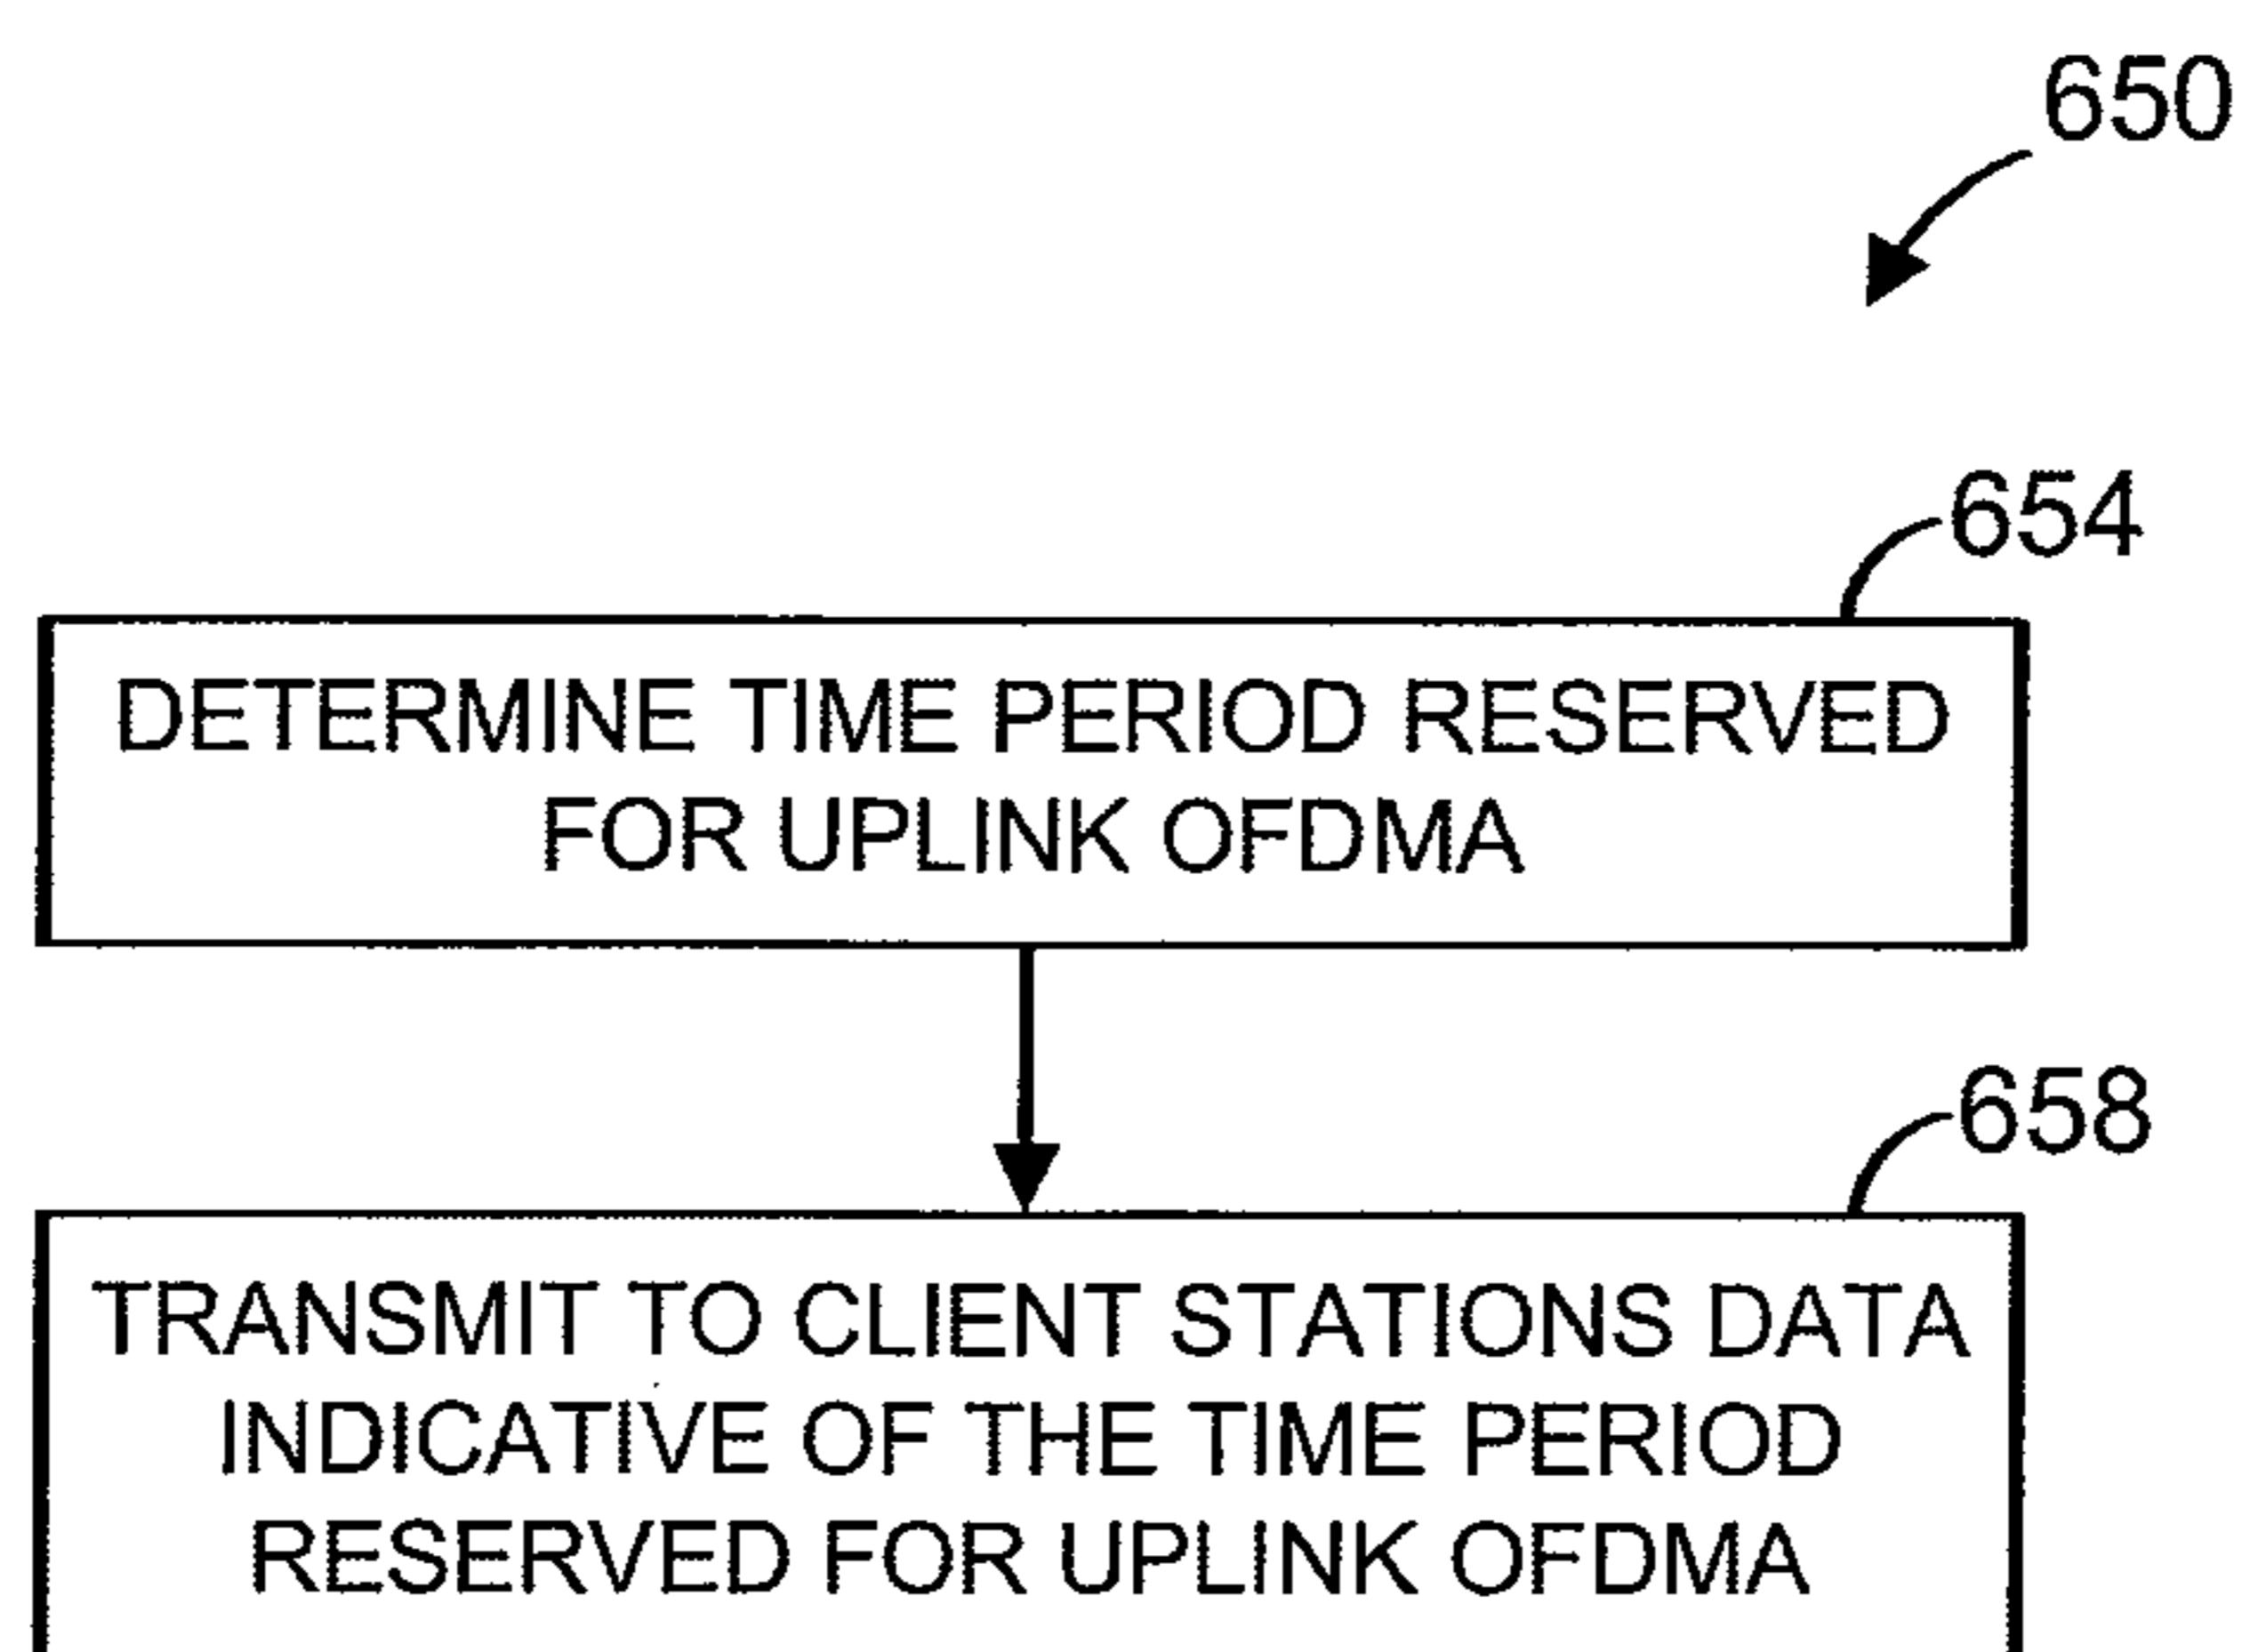 650
654
DETERMINE TIME PERIOD RESERVED
FOR UPLINK OFDMA
658
TRANSMIT TO CLIENT STATIONS DATA
INDICATIVE OF THE TIME PERIOD
RESERVED FOR UPLINK OFDMA